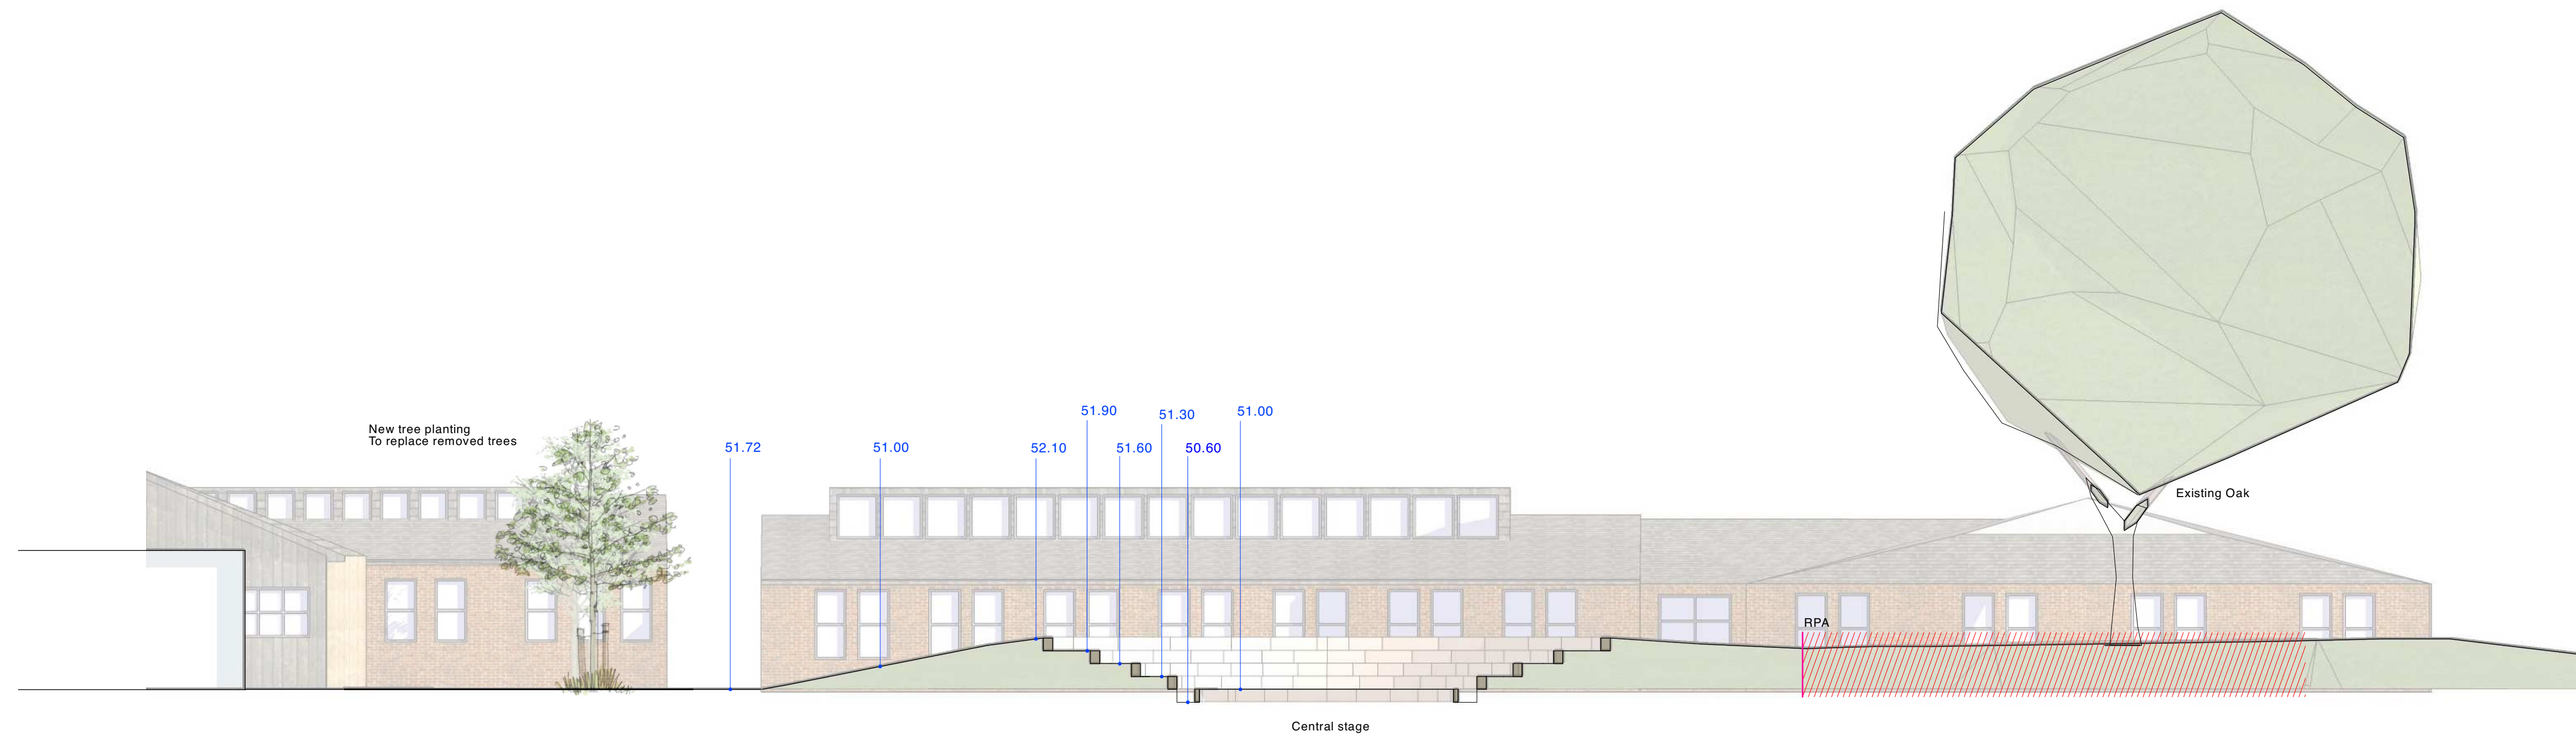 New tree planting
To replace removed trees
51.72
51.00
52.10
51.90
51.60
51.30
50.60
51.00
Existing Oak
RPA
Central stage